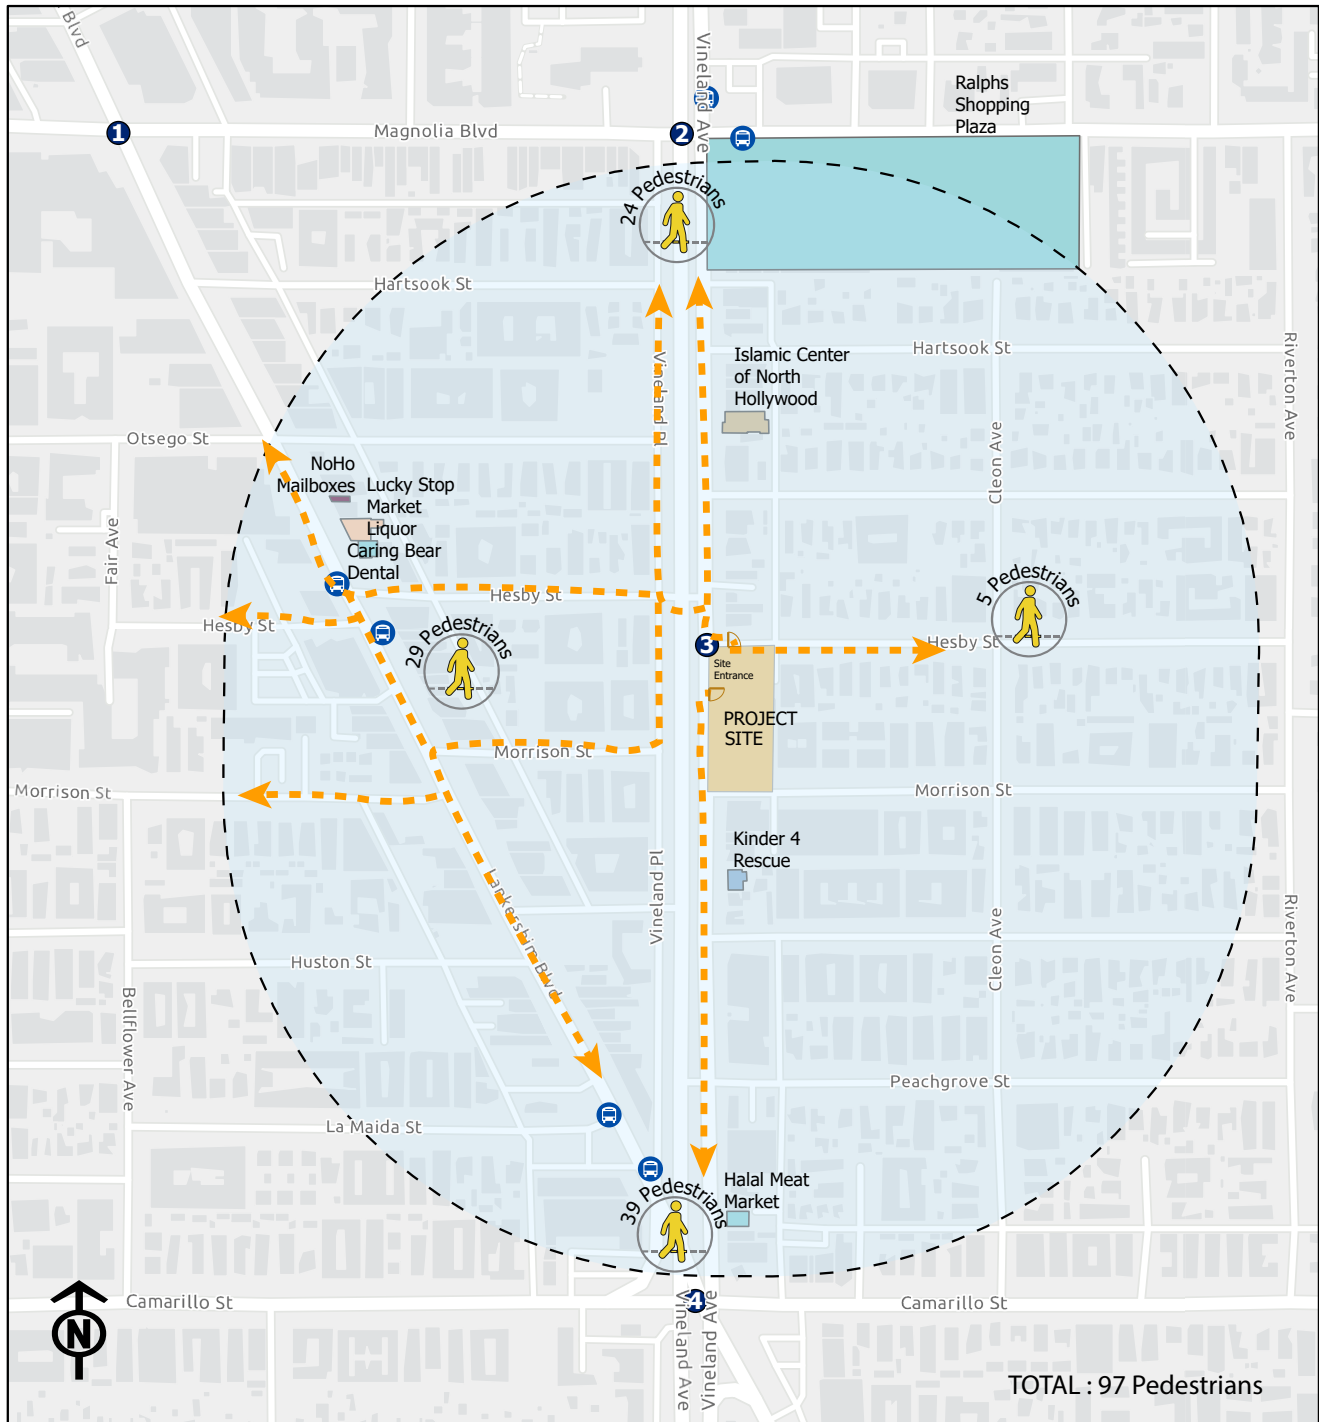 Blvd
Vineland Ave
Ralphs
Shopping
Plaza
1
Magnolia Blvd
2
24 Pedestrians
Hartsook St
Hartsook St
Riverton Ave
Islamic Center
of North
Hollywood
Vineland Pl
Otsego St
Cleon Ave
NoHo
Mailboxes
Lucky Stop
Market
Liquor
Caring Bear
Dental
Fair Ave
Hesby St
5 Pedestrians
Hesby St
29 Pedestrians
3
Hesby St
Site
Entrance
PROJECT
SITE
Morrison St
Morrison St
Morrison St
Kinder 4
Rescue
Vineland Pl
Lankershim Blvd
Huston St
Cleon Ave
Riverton Ave
Bellflower Ave
Peachgrove St
La Maida St
39 Pedestrians
Halal Meat
Market
Camarillo St
4
Camarillo St
Vineland Ave
Vineland Ave
N
TOTAL : 97 Pedestrians